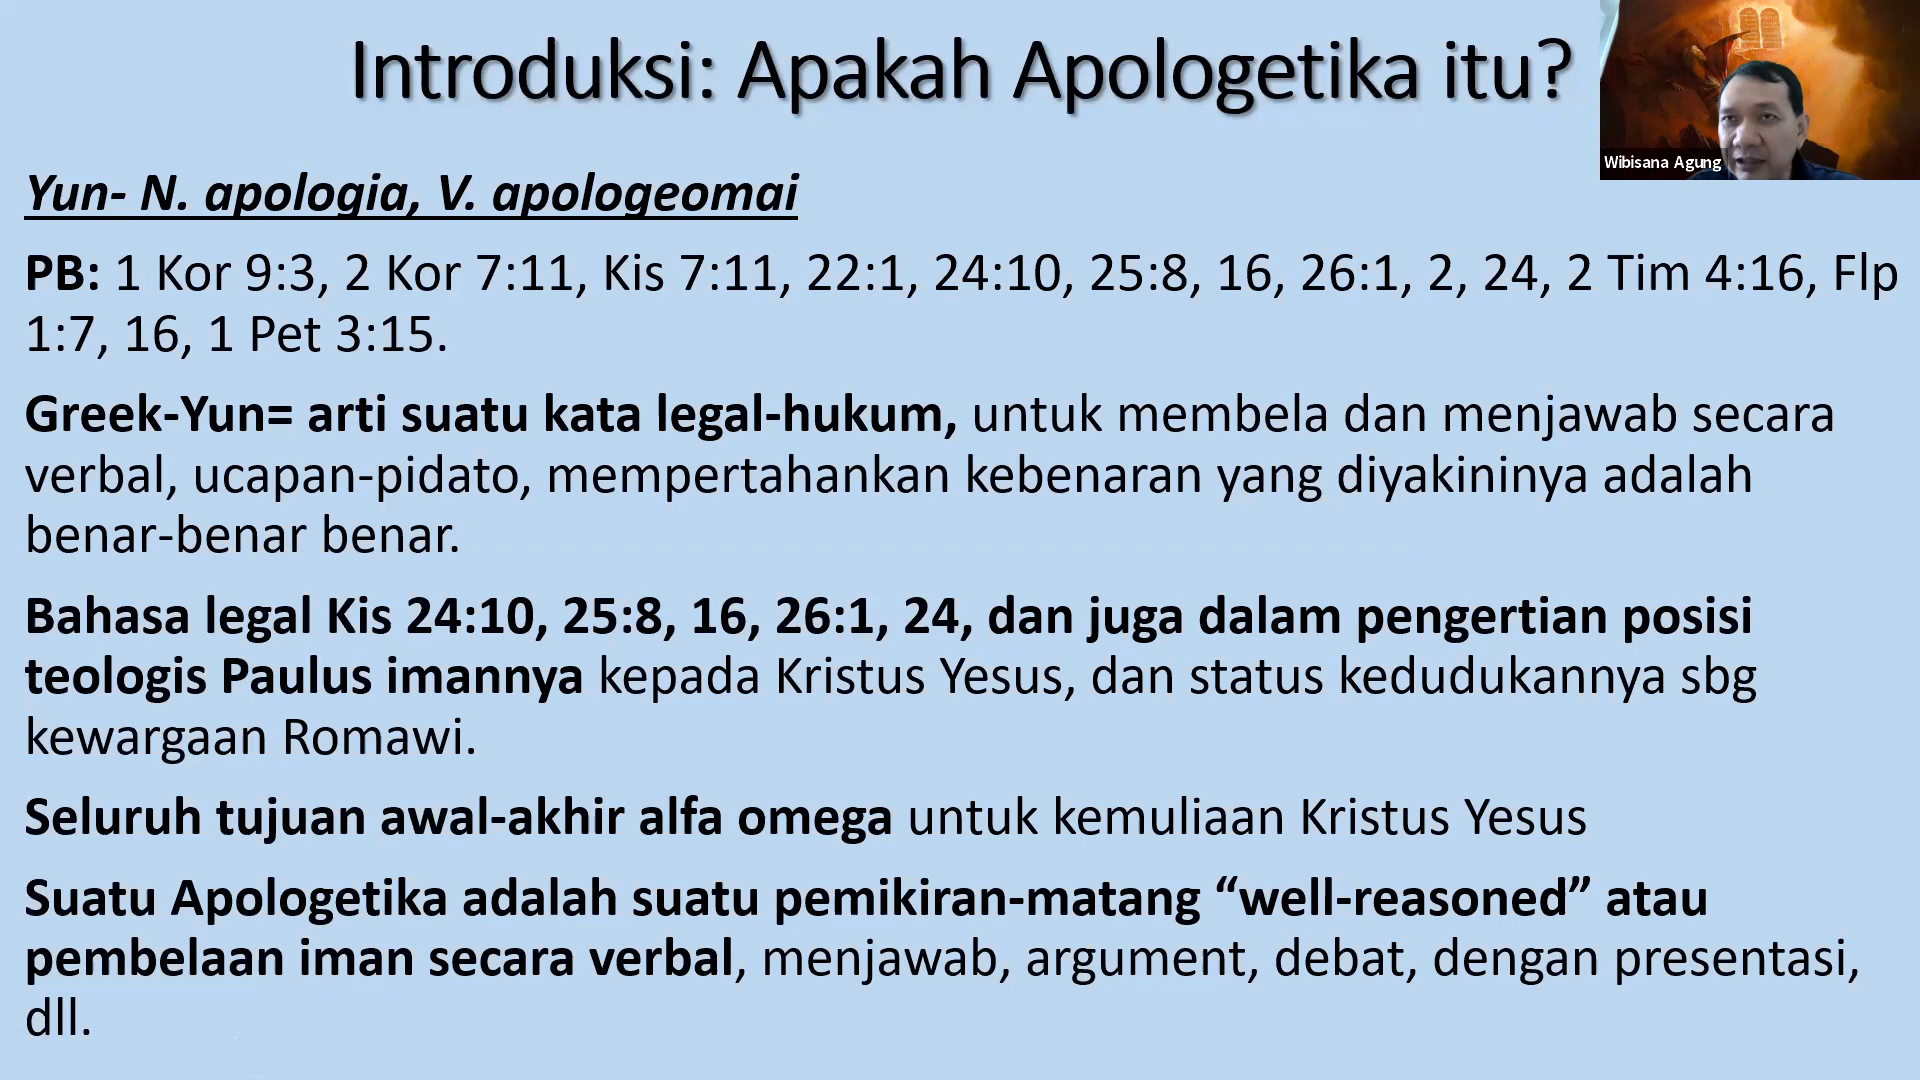 Introduksi: Apakah Apologetika itu?
Wibisana Agung
Yun- N. apologia, V. apologeomai
PB: 1 Kor 9:3, 2 Kor 7:11, Kis 7:11, 22:1, 24:10, 25:8, 16, 26:1, 2, 24, 2 Tim 4:16, Flp
1:7, 16, 1 Pet 3:15.
Greek-Yun= arti suatu kata legal-hukum, untuk membela dan menjawab secara
verbal, ucapan-pidato, mempertahankan kebenaran yang diyakininya adalah
benar-benar benar.
Bahasa legal Kis 24:10, 25:8, 16, 26:1, 24, dan juga dalam pengertian posisi
teologis Paulus imannya kepada Kristus Yesus, dan status kedudukannya sbg
kewargaan Romawi.
Seluruh tujuan awal-akhir alfa omega untuk kemuliaan Kristus Yesus
Suatu Apologetika adalah suatu pemikiran-matang “well-reasoned” atau
pembelaan iman secara verbal, menjawab, argument, debat, dengan presentasi,
dll.